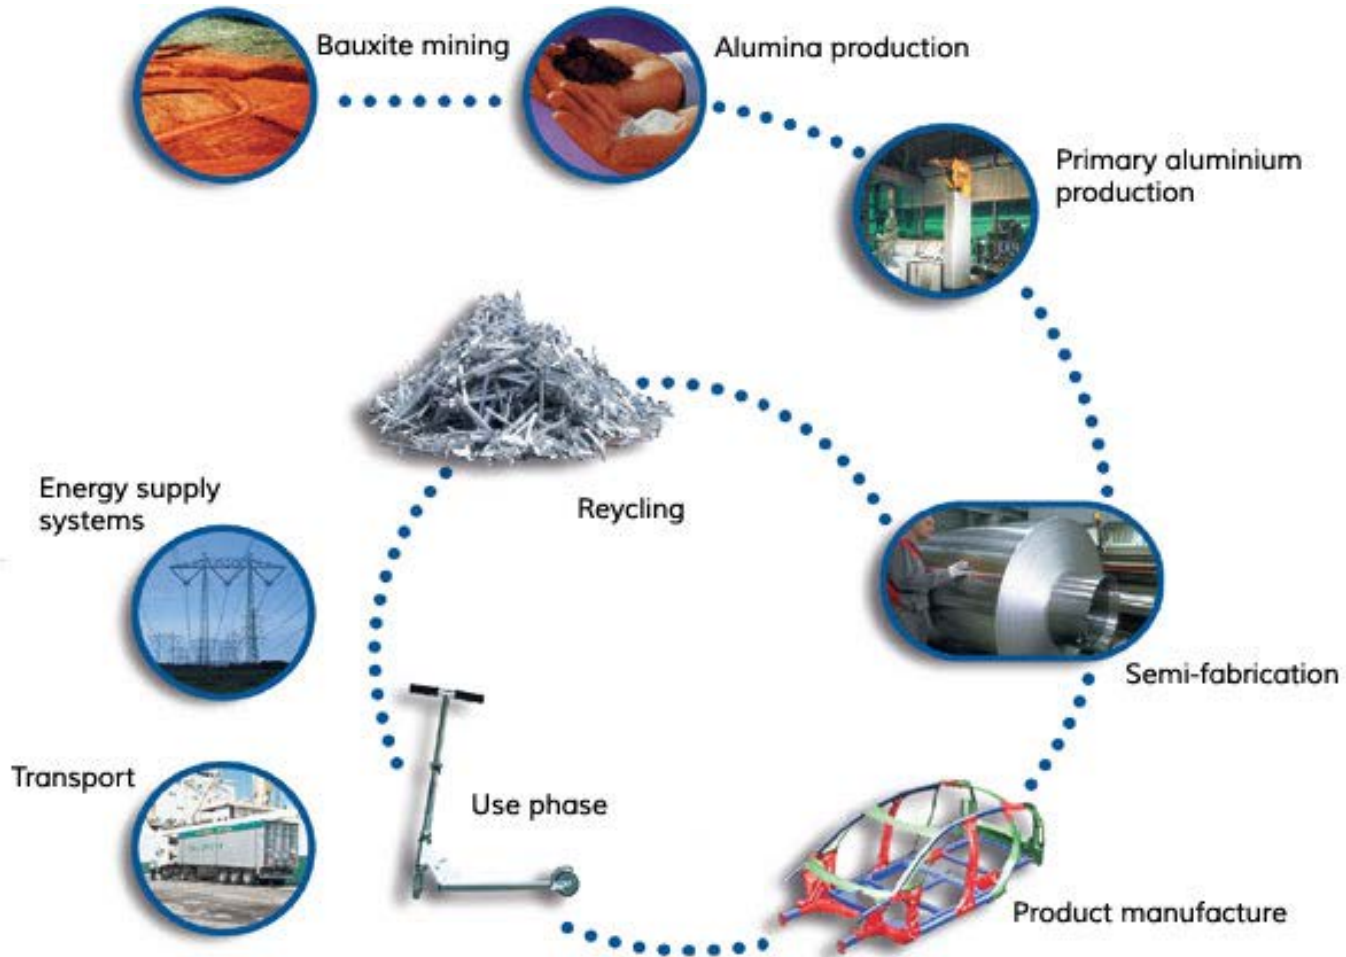 Bauxite mining
Alumina production
Primary aluminium
production
Energy supply
systems
Reycling
Semi-fabrication
Transport
Use phase
Product manufacture